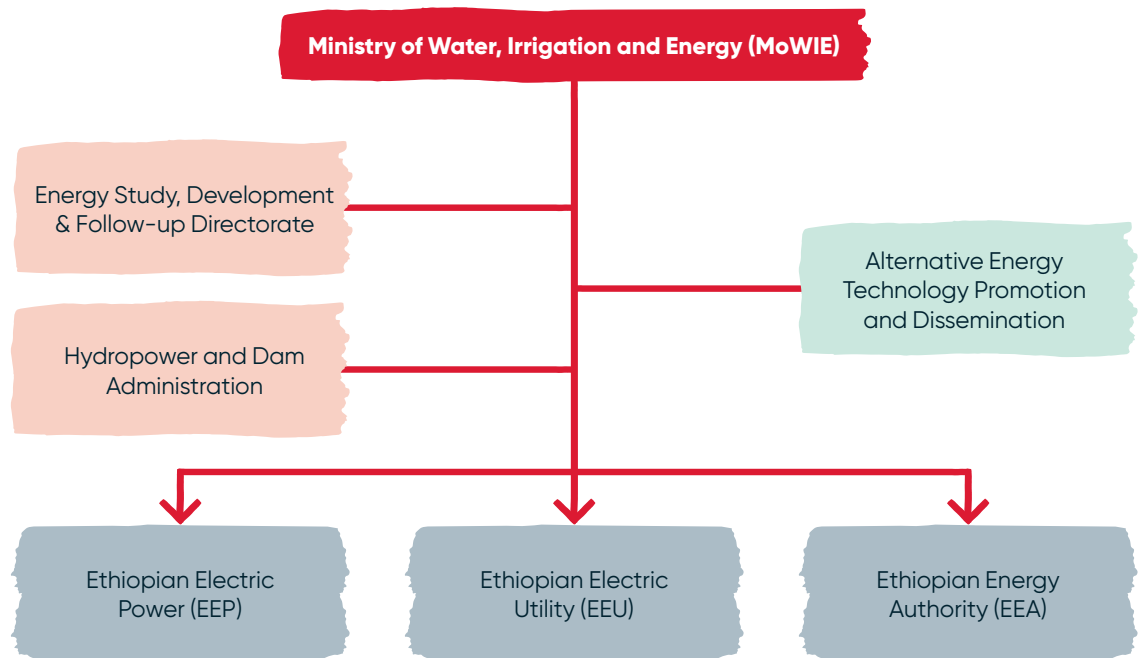 Ministry of Water, Irrigation and Energy (MoWIE)
Energy Study, Development
& Follow-up Directorate
Alternative Energy
Technology Promotion
and Dissemination
Hydropower and Dam
Administration
Ethiopian Electric
Power (EEP)
Ethiopian Electric
Utility (EEU)
Ethiopian Energy
Authority (EEA)